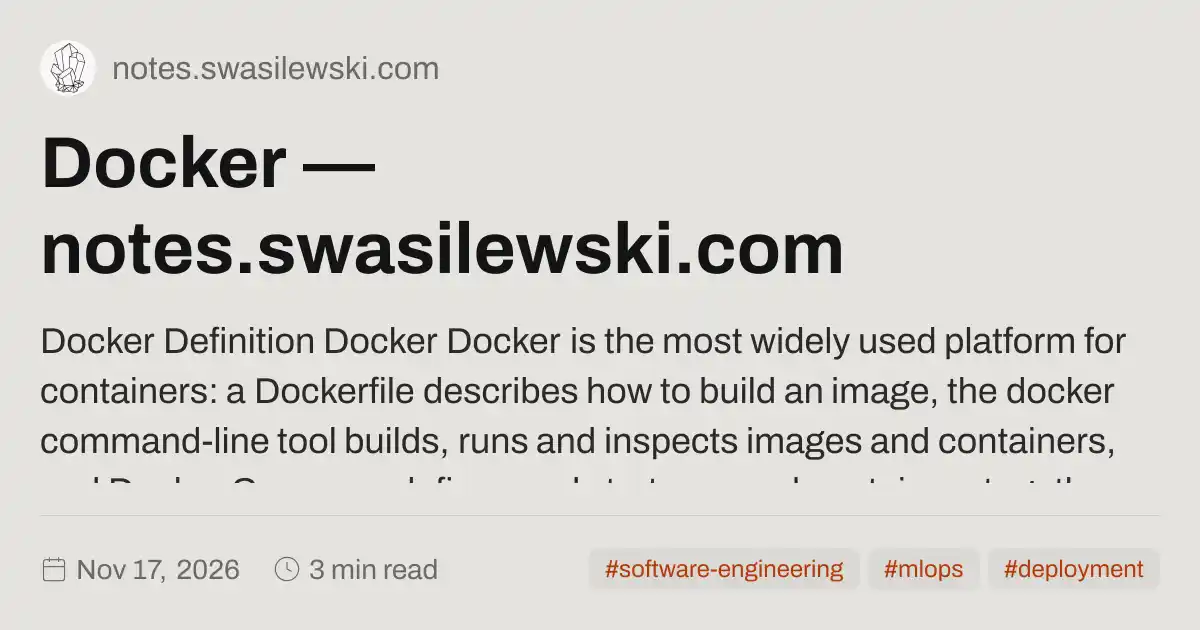 notes.swasilewski.com
Docker —
notes.swasilewski.com
Docker Definition Docker Docker is the most widely used platform for
containers: a Dockerfile describes how to build an image, the docker
command-line tool builds, runs and inspects images and containers,
Nov 17, 2026
3 min read
#software-engineering
#mlops
#deployment